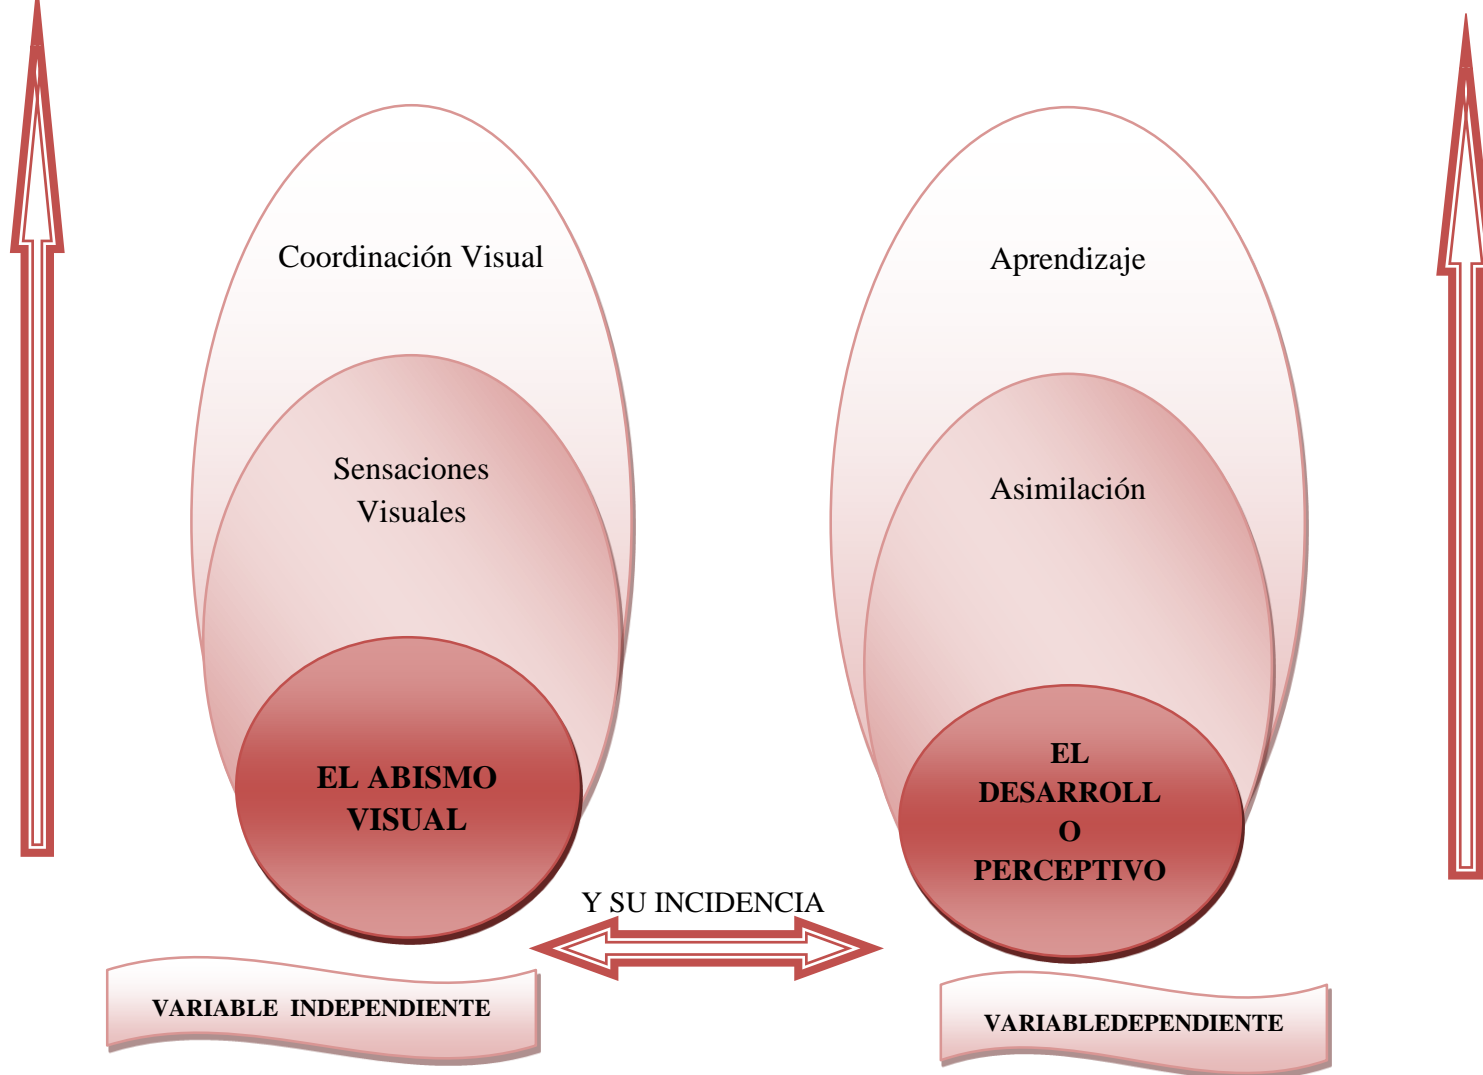 Coordinación Visual
Sensaciones
Visuales
EL ABISMO
VISUAL
Aprendizaje
Asimilación
EL
DESARROLL
O
PERCEPTIVO
Y SU INCIDENCIA
VARIABLE INDEPENDIENTE
VARIABLEDEPENDIENTE